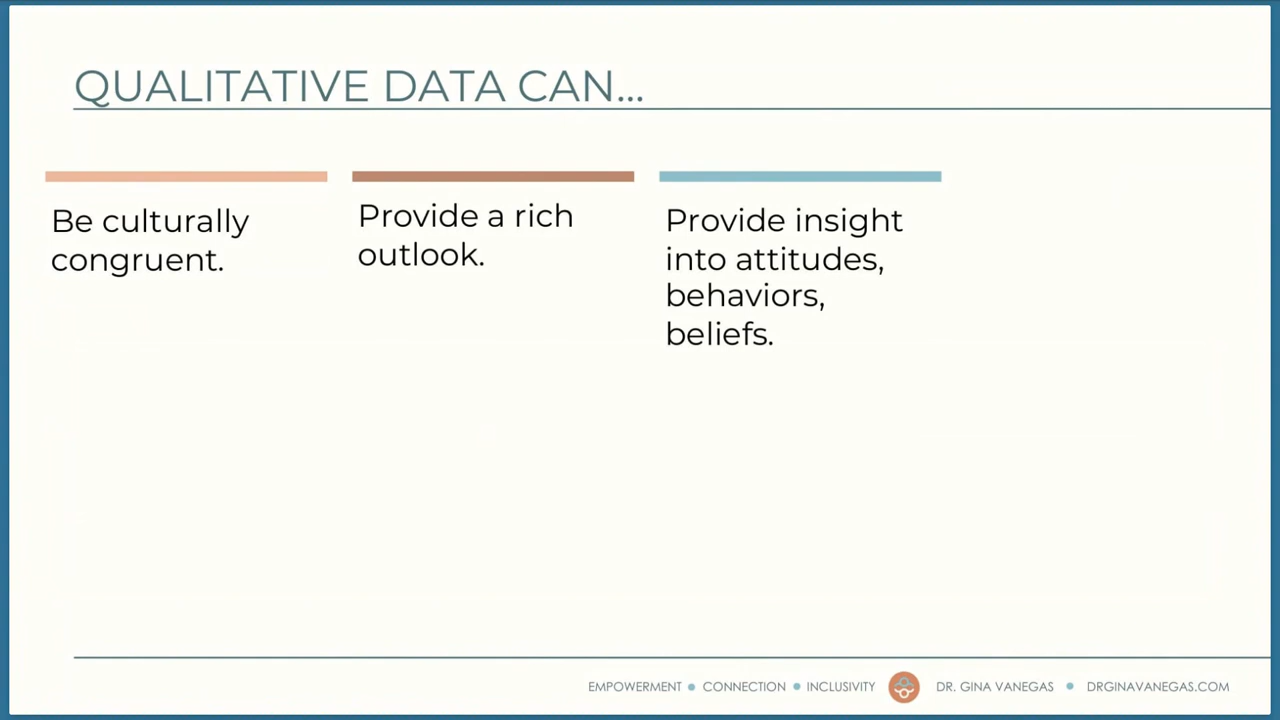 QUALITATIVE DATA CAN...
Be culturally
congruent.
Provide a rich
outlook.
Provide insight
into attitudes,
behaviors,
beliefs.
EMPOWERMENT • CONNECTION • INCLUSIVITY DR. GINA VANEGAS • DRGINAVANEGAS.COM